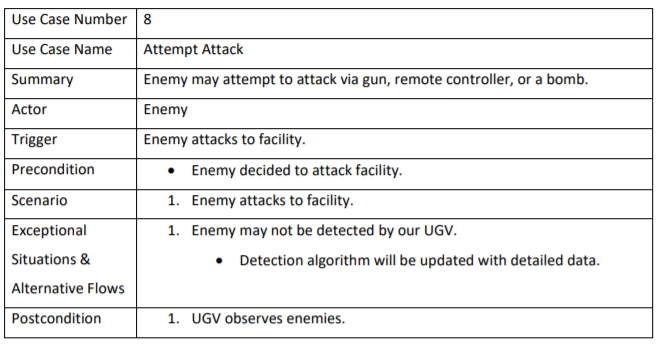 Use Case Number 8
Use Case Name Attempt Attack
Summary Enemy may attempt to attack via gun, remote controller, or a bomb.
Actor Enemy
Trigger Enemy attacks to facility.
Precondition • Enemy decided to attack facility.
Scenario 1. Enemy attacks to facility.
Exceptional 1. Enemy may not be detected by our UGV.
Situations & • Detection algorithm will be updated with detailed data.
Alternative Flows
Postcondition 1. UGV observes enemies.